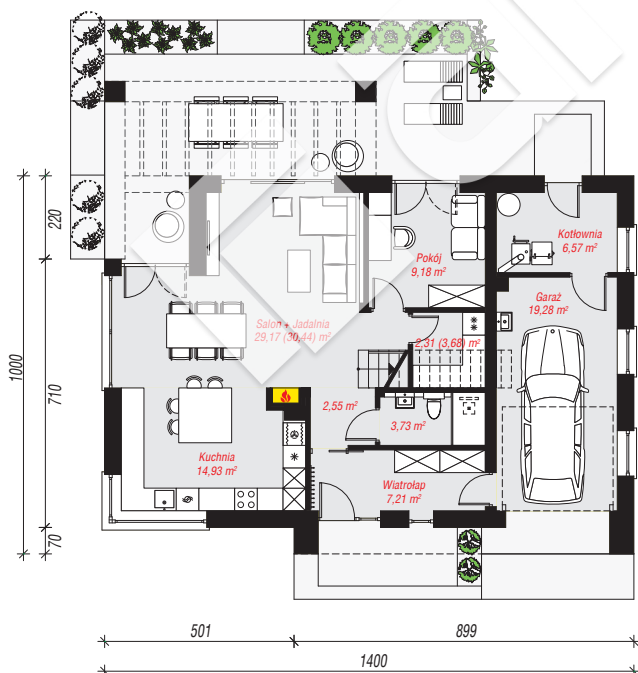 Kotłownia
6,57 m²
Pokój
9,18 m²
Garaż
19,28 m²
Salon + Jadalnia
29,17 (30,44) m²
2,31 (3,68) m²
2,55 m²
3,73 m²
Kuchnia
14,93 m²
Wiatrołap
7,21 m²
220
1000
710
70
501
899
1400